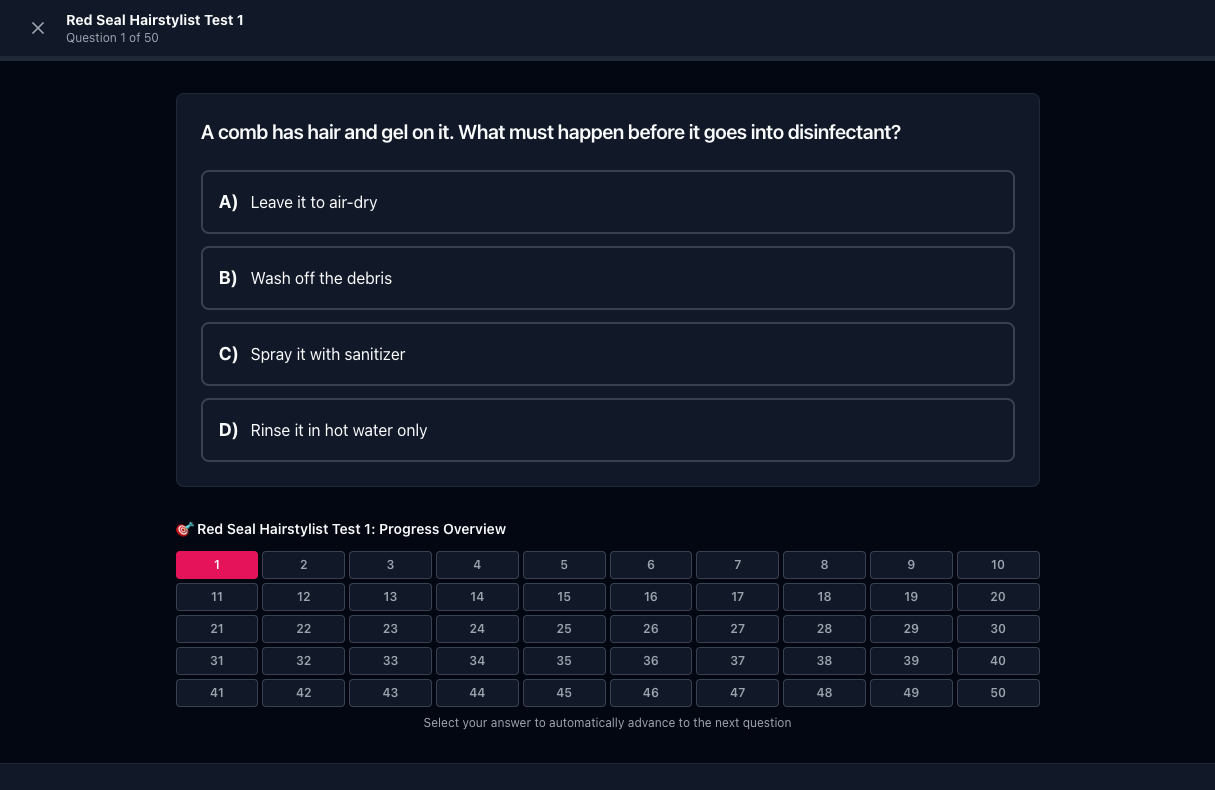 Red Seal Hairstylist Test 1
Question 1 of 50
A comb has hair and gel on it. What must happen before it goes into disinfectant?
A) Leave it to air-dry
B) Wash off the debris
C) Spray it with sanitizer
D) Rinse it in hot water only
🎯 Red Seal Hairstylist Test 1: Progress Overview
1 2 3 4 5 6 7 8 9 10
11 12 13 14 15 16 17 18 19 20
21 22 23 24 25 26 27 28 29 30
31 32 33 34 35 36 37 38 39 40
41 42 43 44 45 46 47 48 49 50
Select your answer to automatically advance to the next question